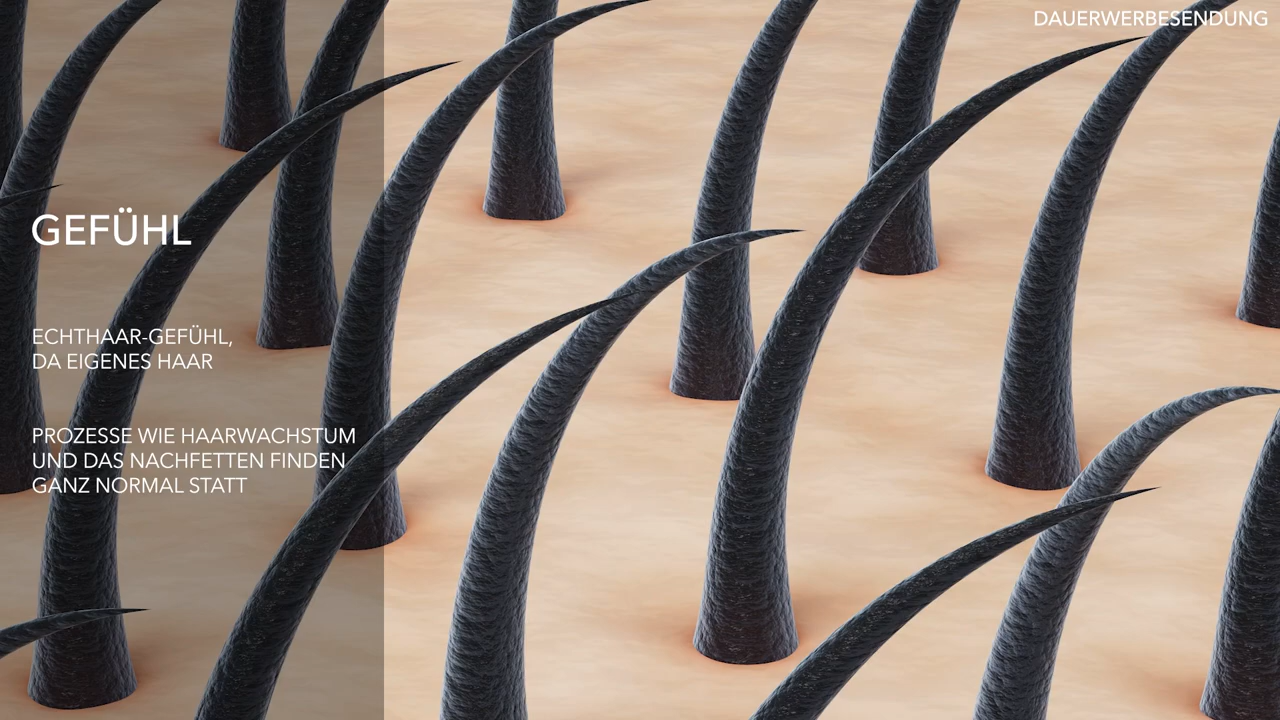 DAUERWERBESENDUNG
GEFÜHL
ECHTHAAR-GEFÜHL,
DA EIGENES HAAR
PROZESSE WIE HAARWACHSTUM
UND DAS NACHFETTEN FINDEN
GANZ NORMAL STATT